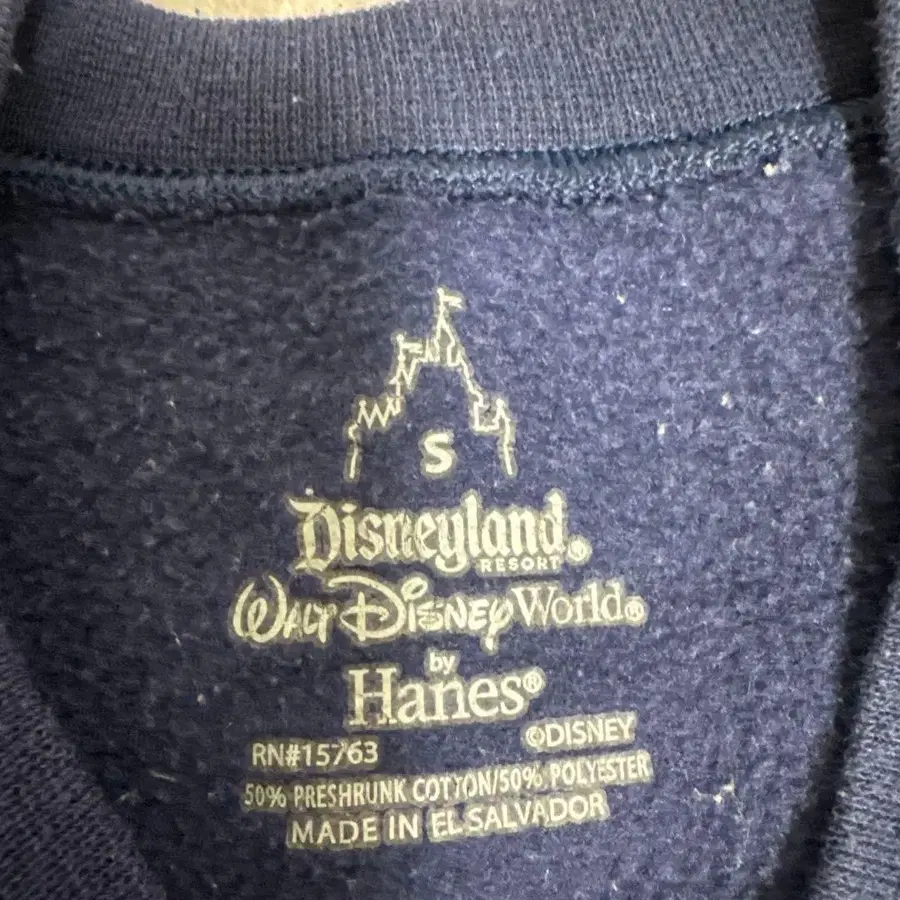 S
Disneyland®
RESORT
WALT DISNEY World®
by
Hanes®
©DISNEY
RN#15763
50% PRESHRUNK COTTON/50% POLYESTER
MADE IN EL SALVADOR